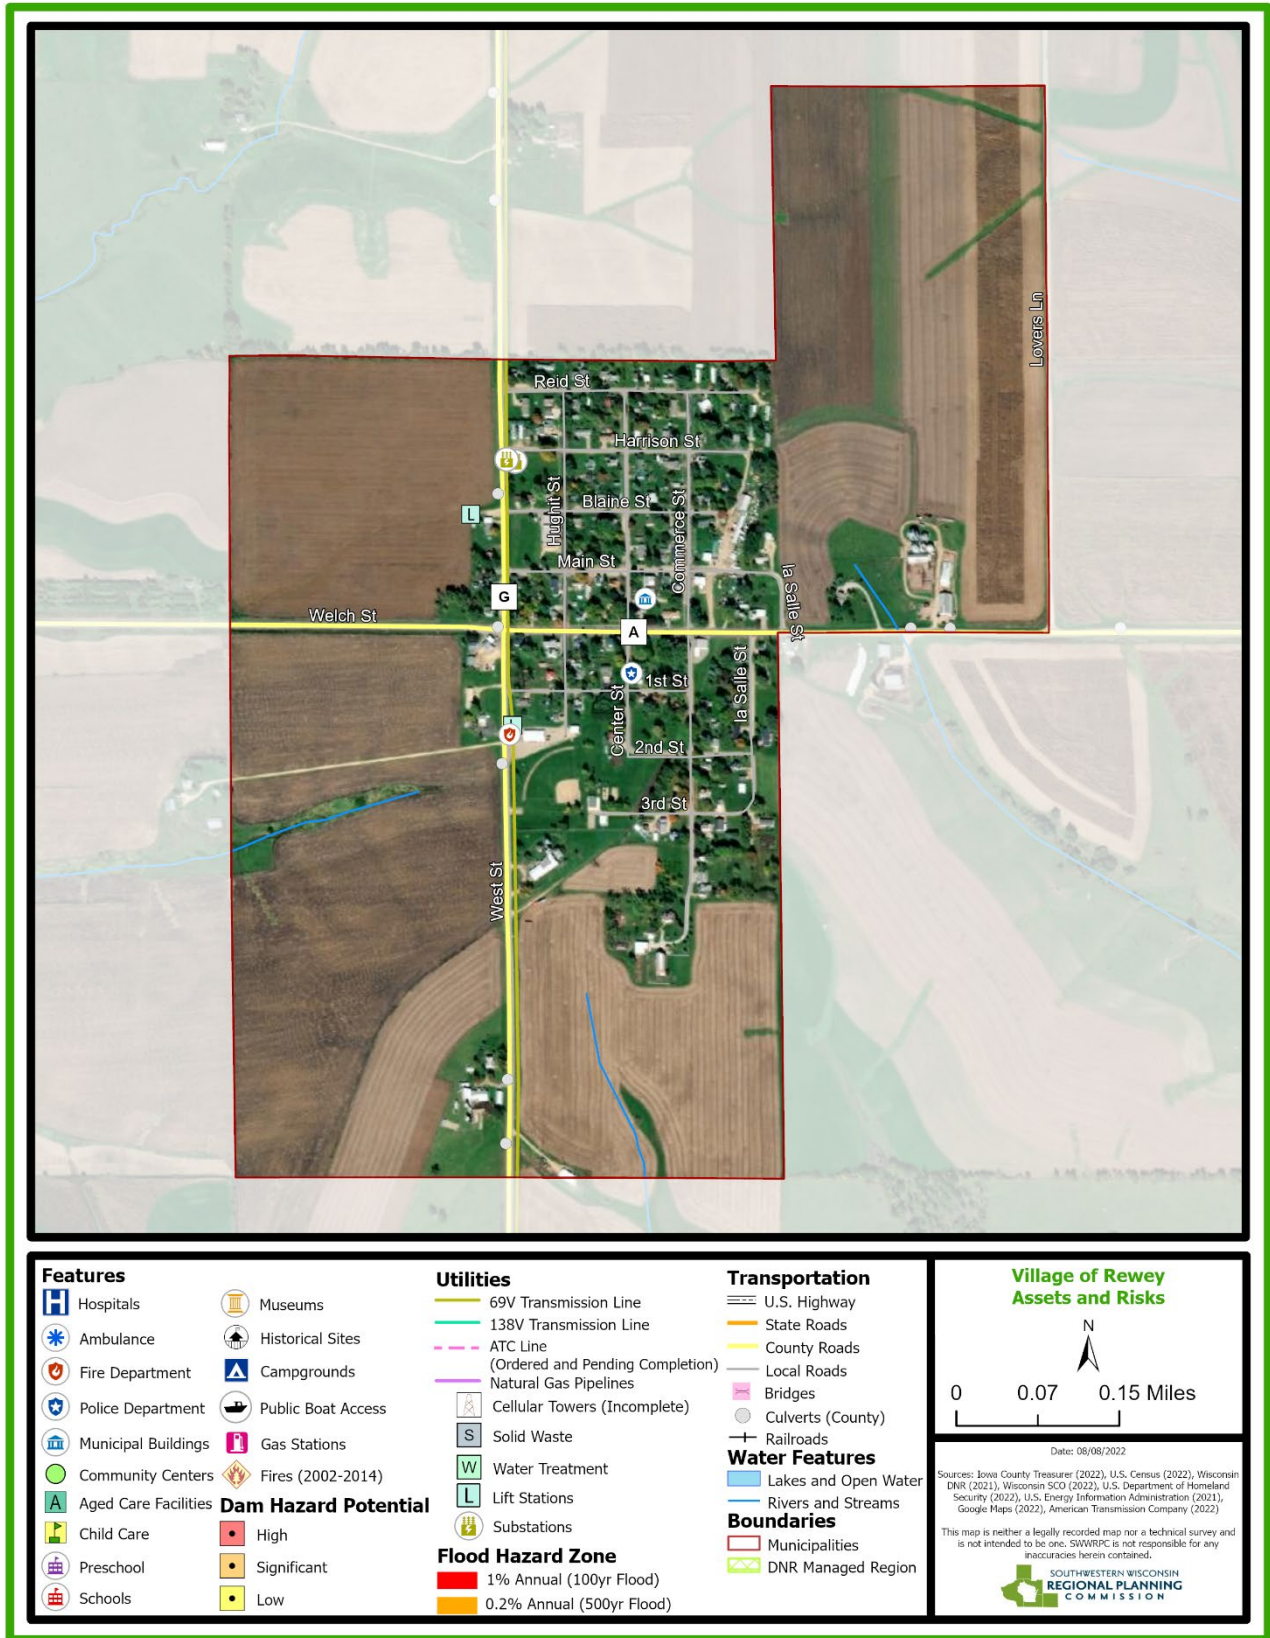 Lovers Ln
Reid St
Harrison St
Hughit St
Blaine St
Commerce St
L
Main St
la Salle St
G
Welch St
A
1st St
la Salle St
Center St
2nd St
3rd St
West St
Features
Hospitals
Ambulance
Fire Department
Police Department
Municipal Buildings
Community Centers
A Aged Care Facilities
Child Care
Preschool
Schools
Museums
Historical Sites
Campgrounds
Public Boat Access
Gas Stations
Fires (2002-2014)
Dam Hazard Potential
High
Significant
Low
Utilities
69V Transmission Line
138V Transmission Line
ATC Line
(Ordered and Pending Completion)
Natural Gas Pipelines
Cellular Towers (Incomplete)
S Solid Waste
W Water Treatment
L Lift Stations
Substations
Flood Hazard Zone
1% Annual (100yr Flood)
0.2% Annual (500yr Flood)
Transportation
U.S. Highway
State Roads
County Roads
Local Roads
Bridges
Culverts (County)
Railroads
Water Features
Lakes and Open Water
Rivers and Streams
Boundaries
Municipalities
DNR Managed Region
Village of Rewey
Assets and Risks
N
0 0.07 0.15 Miles
Date: 08/08/2022
Sources: Iowa County Treasurer (2022), U.S. Census (2022), Wisconsin
DNR (2021), Wisconsin SCO (2022), U.S. Department of Homeland
Security (2022), U.S. Energy Information Administration (2021),
Google Maps (2022), American Transmission Company (2022)
This map is neither a legally recorded map nor a technical survey and
is not intended to be one. SWWRPC is not responsible for any
inaccuracies herein contained.
SOUTHWESTERN WISCONSIN
REGIONAL PLANNING
COMMISSION